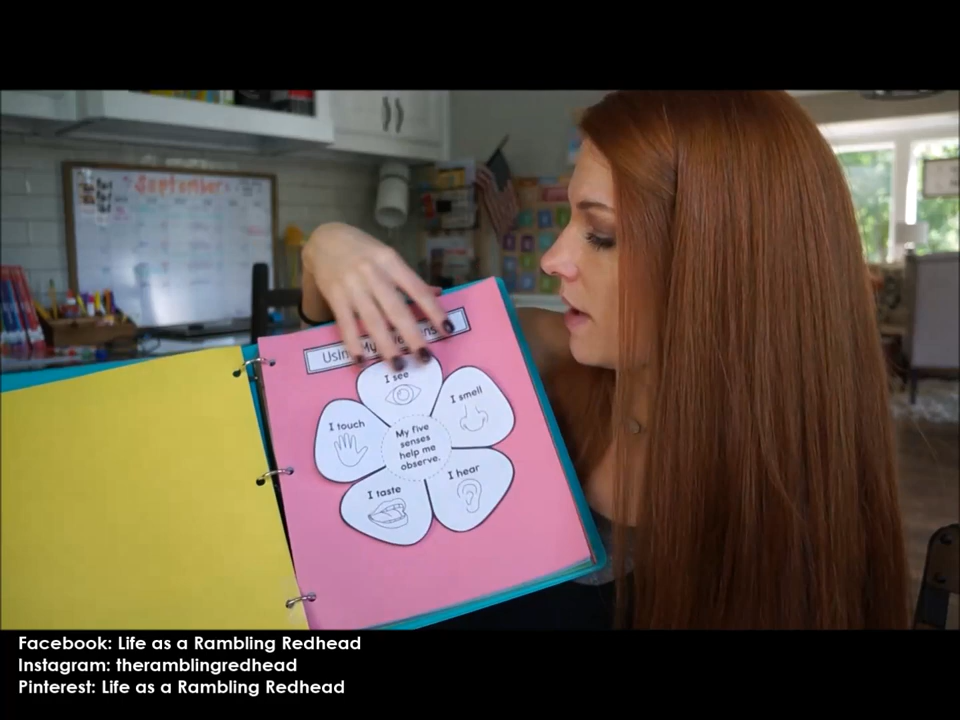 September
Using My
I see
I smell
I touch
My five
senses
help me
observe.
I hear
I taste
Facebook: Life as a Rambling Redhead
Instagram: theramblingredhead
Pinterest: Life as a Rambling Redhead